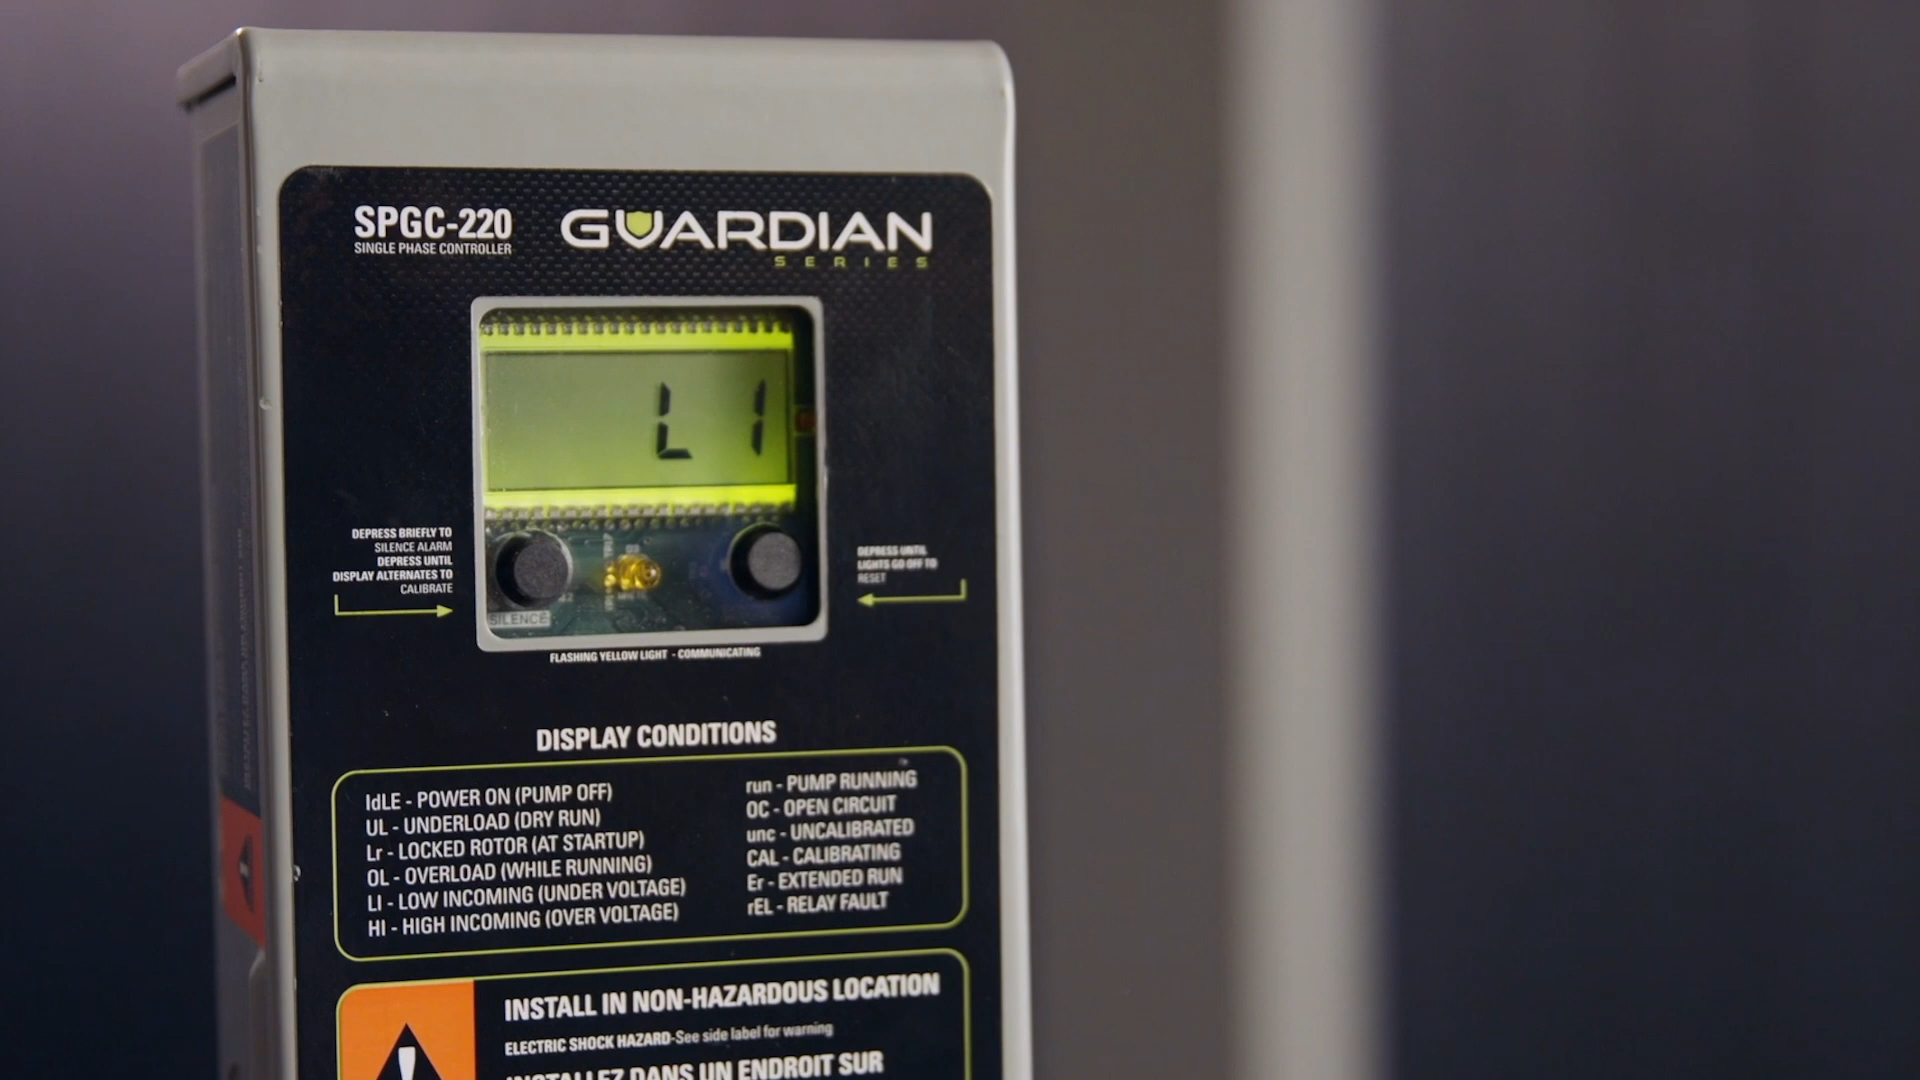 SPGC-220
SINGLE PHASE CONTROLLER
GUARDIAN
SERIES
LI
DEPRESS BRIEFLY TO
SILENCE ALARM
DEPRESS UNTIL
DISPLAY ALTERNATES TO
CALIBRATE
DEPRESS UNTIL
LIGHTS GO OFF TO
RESET
SILENCE
FLASHING YELLOW LIGHT - COMMUNICATING
DISPLAY CONDITIONS
IdLE - POWER ON (PUMP OFF)
UL - UNDERLOAD (DRY RUN)
Lr - LOCKED ROTOR (AT STARTUP)
OL - OVERLOAD (WHILE RUNNING)
LI - LOW INCOMING (UNDER VOLTAGE)
HI - HIGH INCOMING (OVER VOLTAGE)
run - PUMP RUNNING
OC - OPEN CIRCUIT
unc - UNCALIBRATED
CAL - CALIBRATING
Er - EXTENDED RUN
rEL - RELAY FAULT
INSTALL IN NON-HAZARDOUS LOCATION
ELECTRIC SHOCK HAZARD-See side label for warning
INSTALLEZ DANS UN ENDROIT SUR